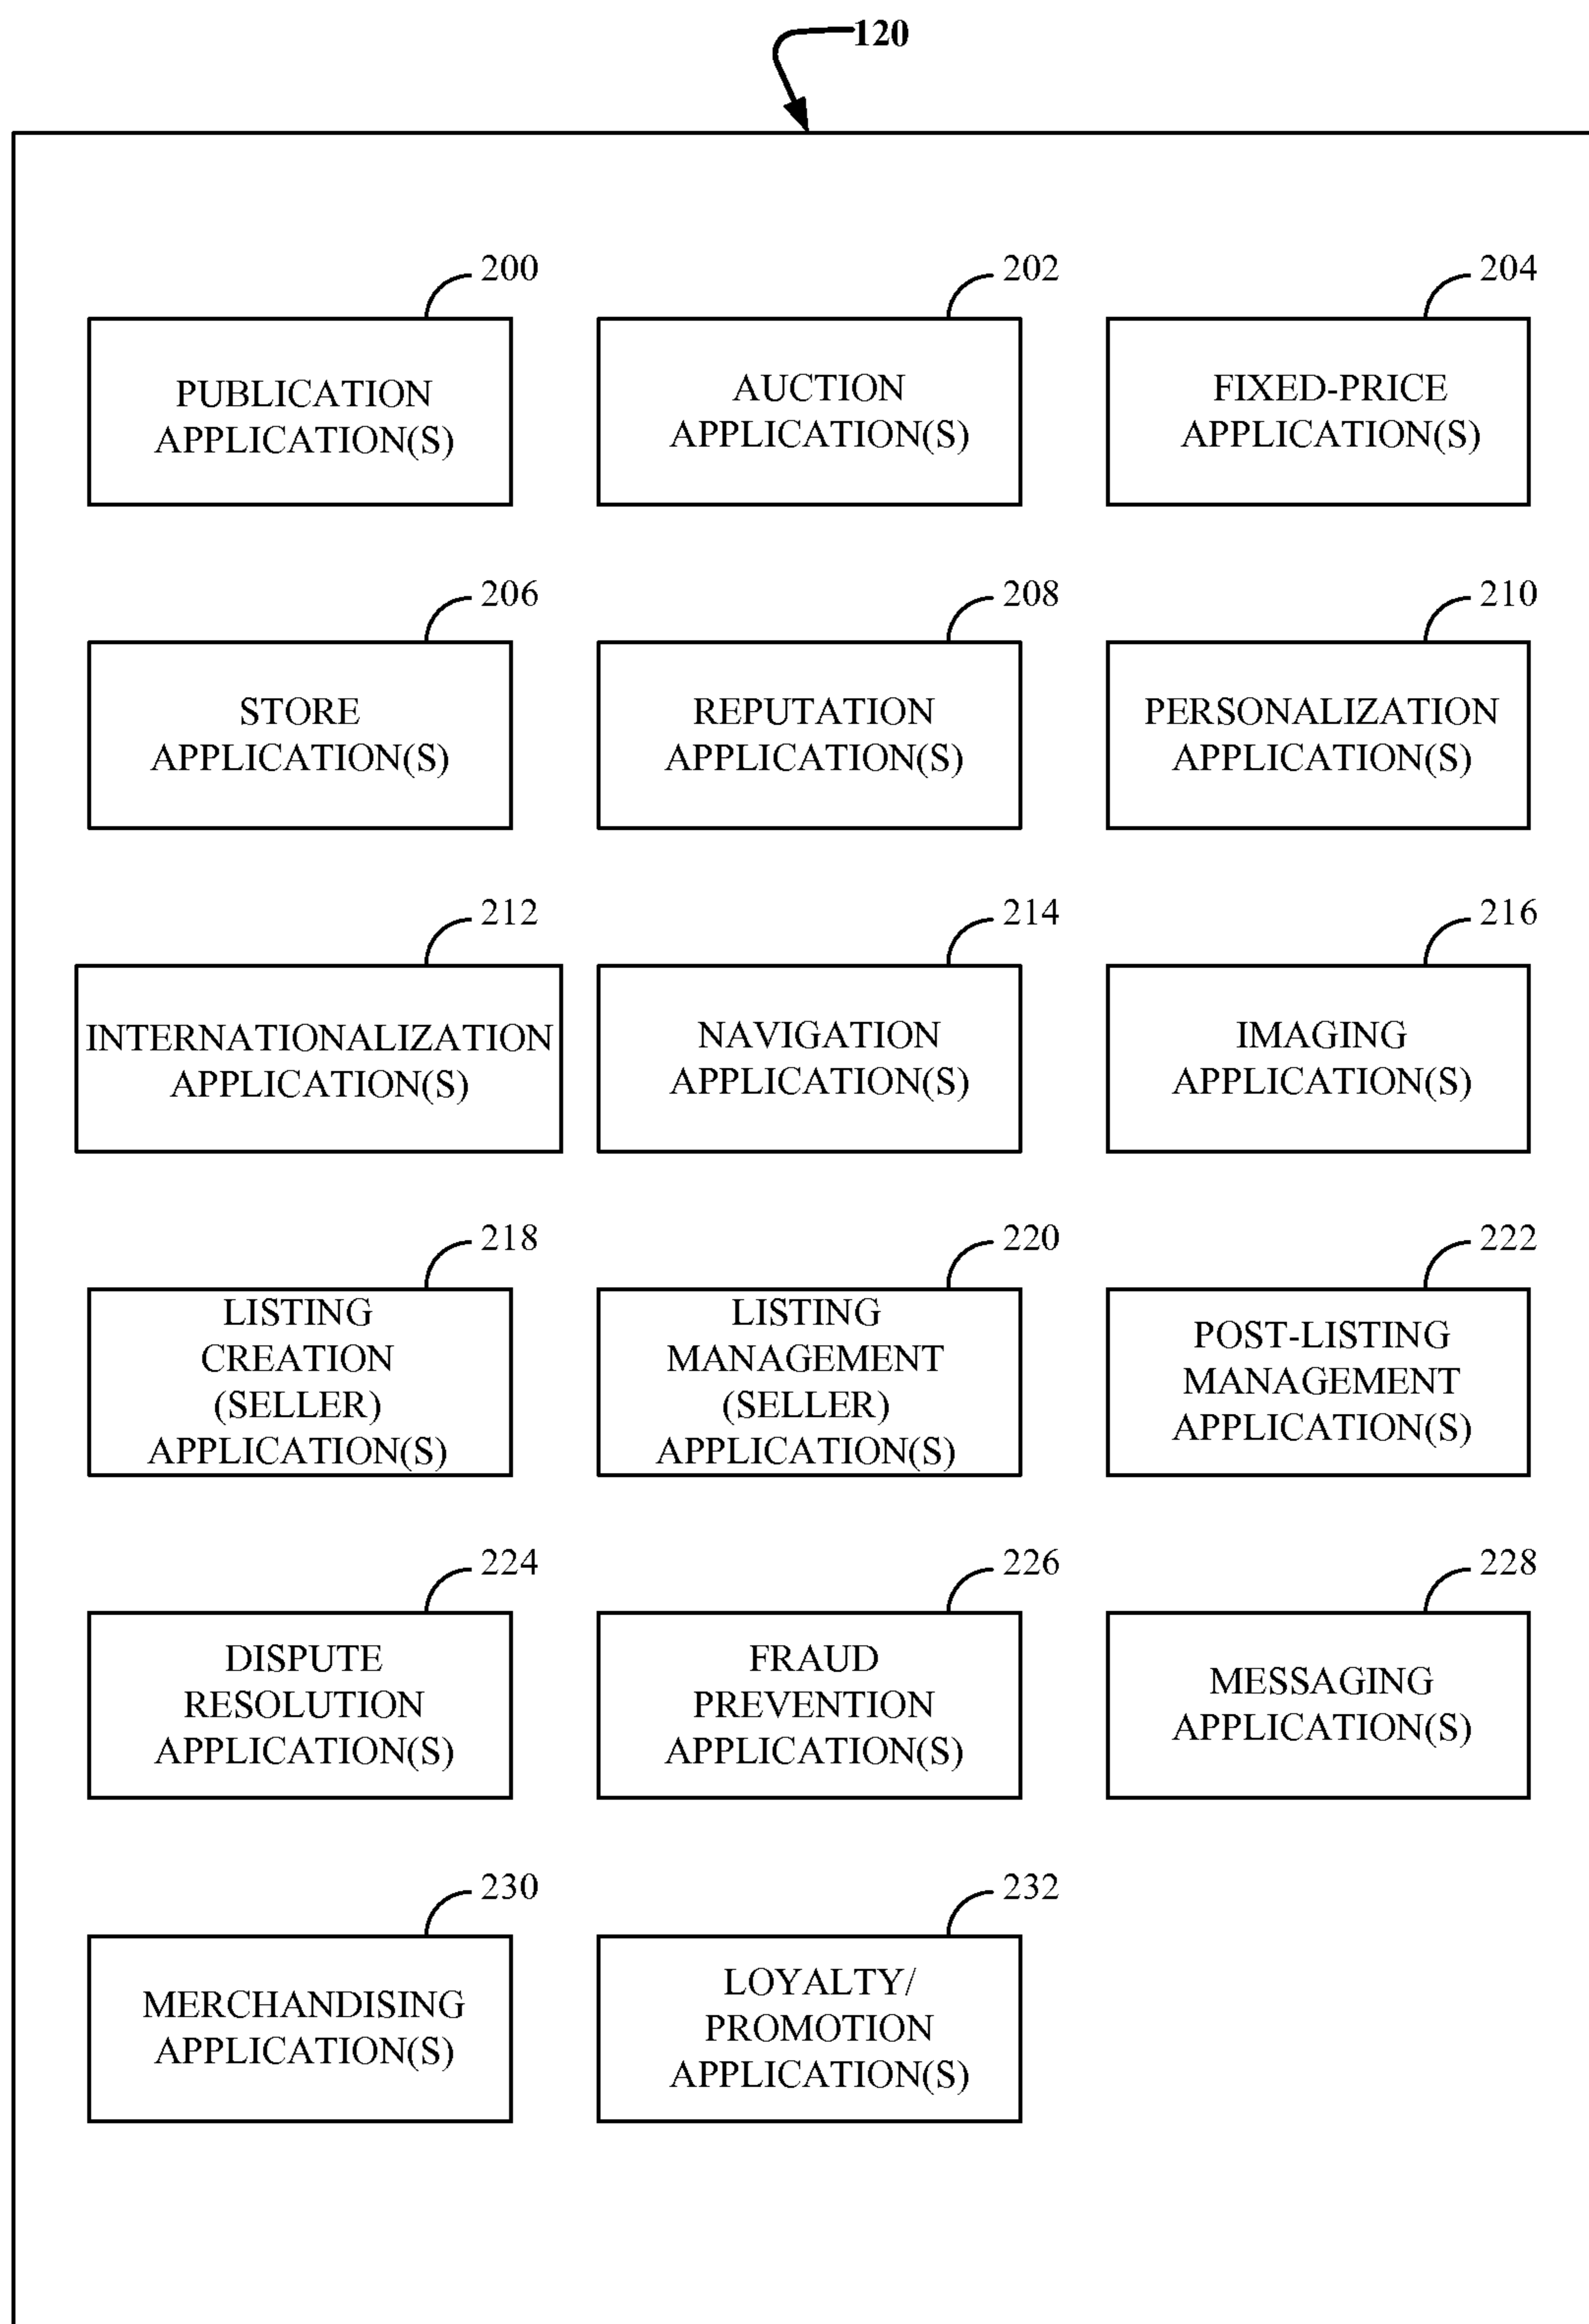 120
200
202
204
PUBLICATION
APPLICATION(S)
AUCTION
APPLICATION(S)
FIXED-PRICE
APPLICATION(S)
206
208
210
STORE
APPLICATION(S)
REPUTATION
APPLICATION(S)
PERSONALIZATION
APPLICATION(S)
212
214
216
INTERNATIONALIZATION
APPLICATION(S)
NAVIGATION
APPLICATION(S)
IMAGING
APPLICATION(S)
218
220
222
LISTING
CREATION
(SELLER)
APPLICATION(S)
LISTING
MANAGEMENT
(SELLER)
APPLICATION(S)
POST-LISTING
MANAGEMENT
APPLICATION(S)
224
226
228
DISPUTE
RESOLUTION
APPLICATION(S)
FRAUD
PREVENTION
APPLICATION(S)
MESSAGING
APPLICATION(S)
230
232
MERCHANDISING
APPLICATION(S)
LOYALTY/
PROMOTION
APPLICATION(S)